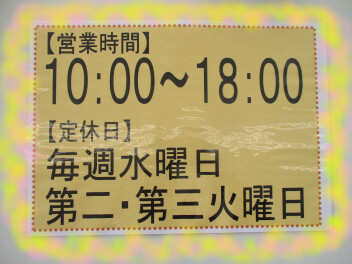 【営業時間】
10:00～18:00
【定休日】
毎週水曜日
第二・第三火曜日